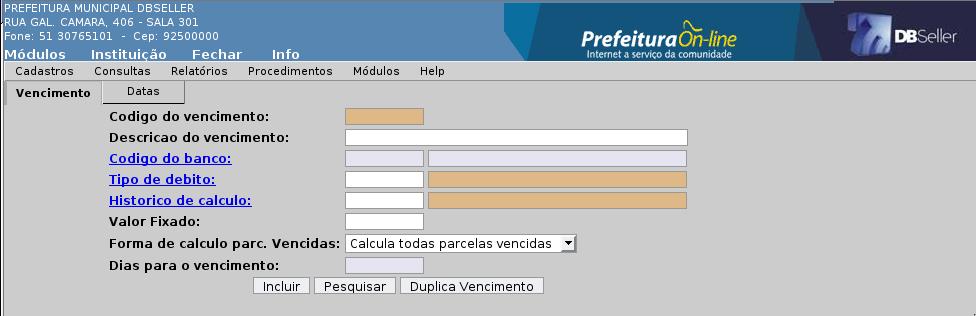 PREFEITURA MUNICIPAL DBSELLER
RUA GAL. CAMARA, 406 - SALA 301
Fone: 51 30765101 - Cep: 92500000
Módulos Instituição Fechar Info
Prefeitura On-line
Internet a serviço da comunidade
DBSeller
Cadastros Consultas Relatórios Procedimentos Módulos Help
Vencimento Datas
Codigo do vencimento:
Descricao do vencimento:
Codigo do banco:
Tipo de debito:
Historico de calculo:
Valor Fixado:
Forma de calculo parc. Vencidas: Calcula todas parcelas vencidas
Dias para o vencimento:
Incluir Pesquisar Duplica Vencimento